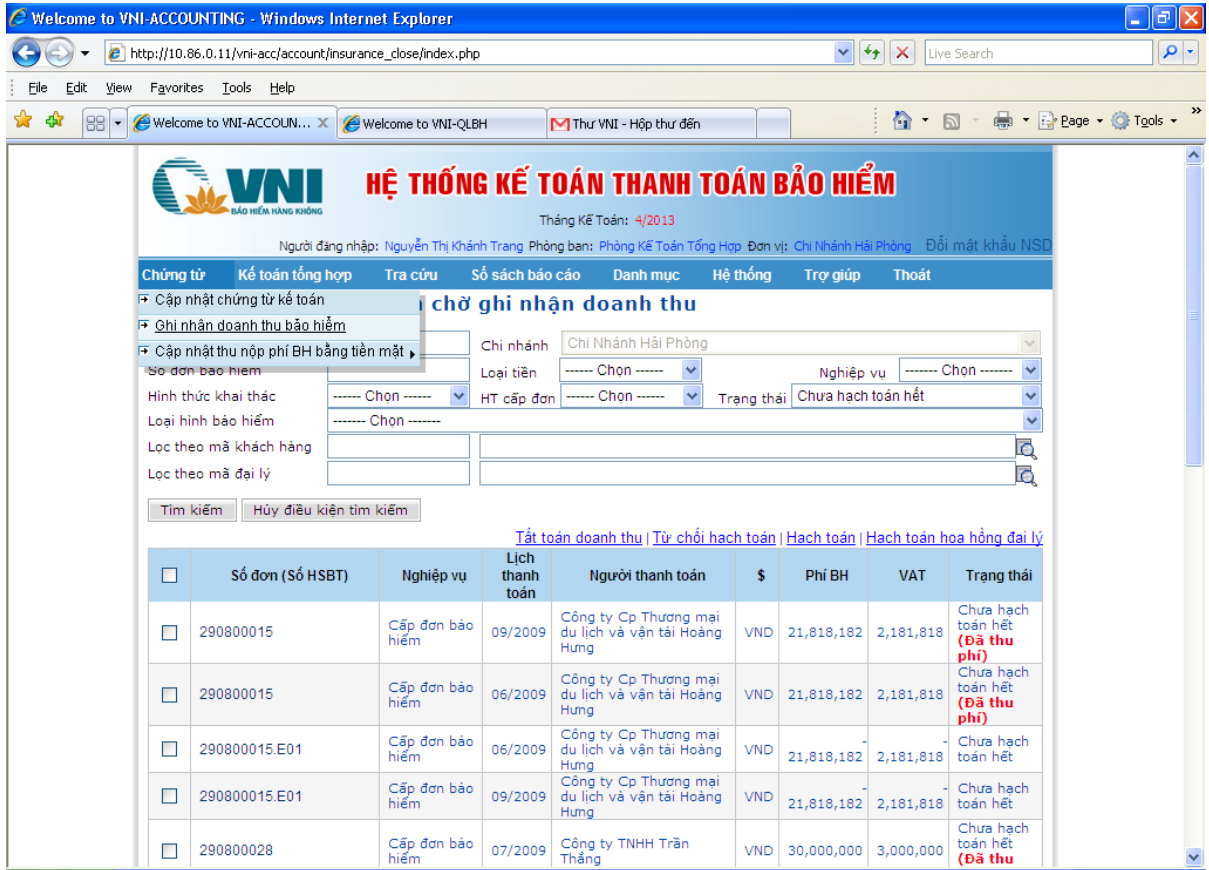 Welcome to VNI-ACCOUNTING - Windows Internet Explorer
http://10.86.0.11/vni-acc/account/insurance_close/index.php
Live Search
File Edit View Favorites Tools Help
Welcome to VNI-ACCOUN... Welcome to VNI-QLBH Thư VNI - Hộp thư đến Page Tools
VNI
BẢO HIỂM HÀNG KHÔNG
HỆ THỐNG KẾ TOÁN THANH TOÁN BẢO HIỂM
Tháng Kế Toán: 4/2013
Người đăng nhập: Nguyễn Thị Khánh Trang Phòng ban: Phòng Kế Toán Tổng Hợp Đơn vị: Chi Nhánh Hải Phòng Đổi mật khẩu NSD
Chứng từ Kế toán tổng hợp Tra cứu Sổ sách báo cáo Danh mục Hệ thống Trợ giúp Thoát
Cập nhật chứng từ kế toán
chờ ghi nhận doanh thu
Ghi nhân doanh thu bảo hiểm
Chi nhánh Chi Nhánh Hải Phòng
Cập nhật thu nộp phí BH bằng tiền mặt
Số đơn bảo hiểm Loại tiền ------ Chọn ------ Nghiệp vụ ------- Chọn -------
Hình thức khai thác ------ Chọn ------ HT cấp đơn ------ Chọn ------ Trạng thái Chưa hạch toán hết
Loại hình bảo hiểm ------- Chọn -------
Lọc theo mã khách hàng
Lọc theo mã đại lý
Tìm kiếm Hủy điều kiện tìm kiếm
Tất toán doanh thu | Từ chối hạch toán | Hạch toán | Hạch toán hoa hồng đại lý
Số đơn (Số HSBT) Nghiệp vụ Lịch thanh toán Người thanh toán $ Phí BH VAT Trạng thái
290800015 Cấp đơn bảo hiểm 09/2009 Công ty Cp Thương mại du lịch và vận tải Hoàng Hưng VND 21,818,182 2,181,818 Chưa hạch toán hết (Đã thu phí)
290800015 Cấp đơn bảo hiểm 06/2009 Công ty Cp Thương mại du lịch và vận tải Hoàng Hưng VND 21,818,182 2,181,818 Chưa hạch toán hết (Đã thu phí)
290800015.E01 Cấp đơn bảo hiểm 06/2009 Công ty Cp Thương mại du lịch và vận tải Hoàng Hưng VND -21,818,182 -2,181,818 Chưa hạch toán hết
290800015.E01 Cấp đơn bảo hiểm 09/2009 Công ty Cp Thương mại du lịch và vận tải Hoàng Hưng VND -21,818,182 -2,181,818 Chưa hạch toán hết
290800028 Cấp đơn bảo hiểm 07/2009 Công ty TNHH Trần Thắng VND 30,000,000 3,000,000 Chưa hạch toán hết (Đã thu